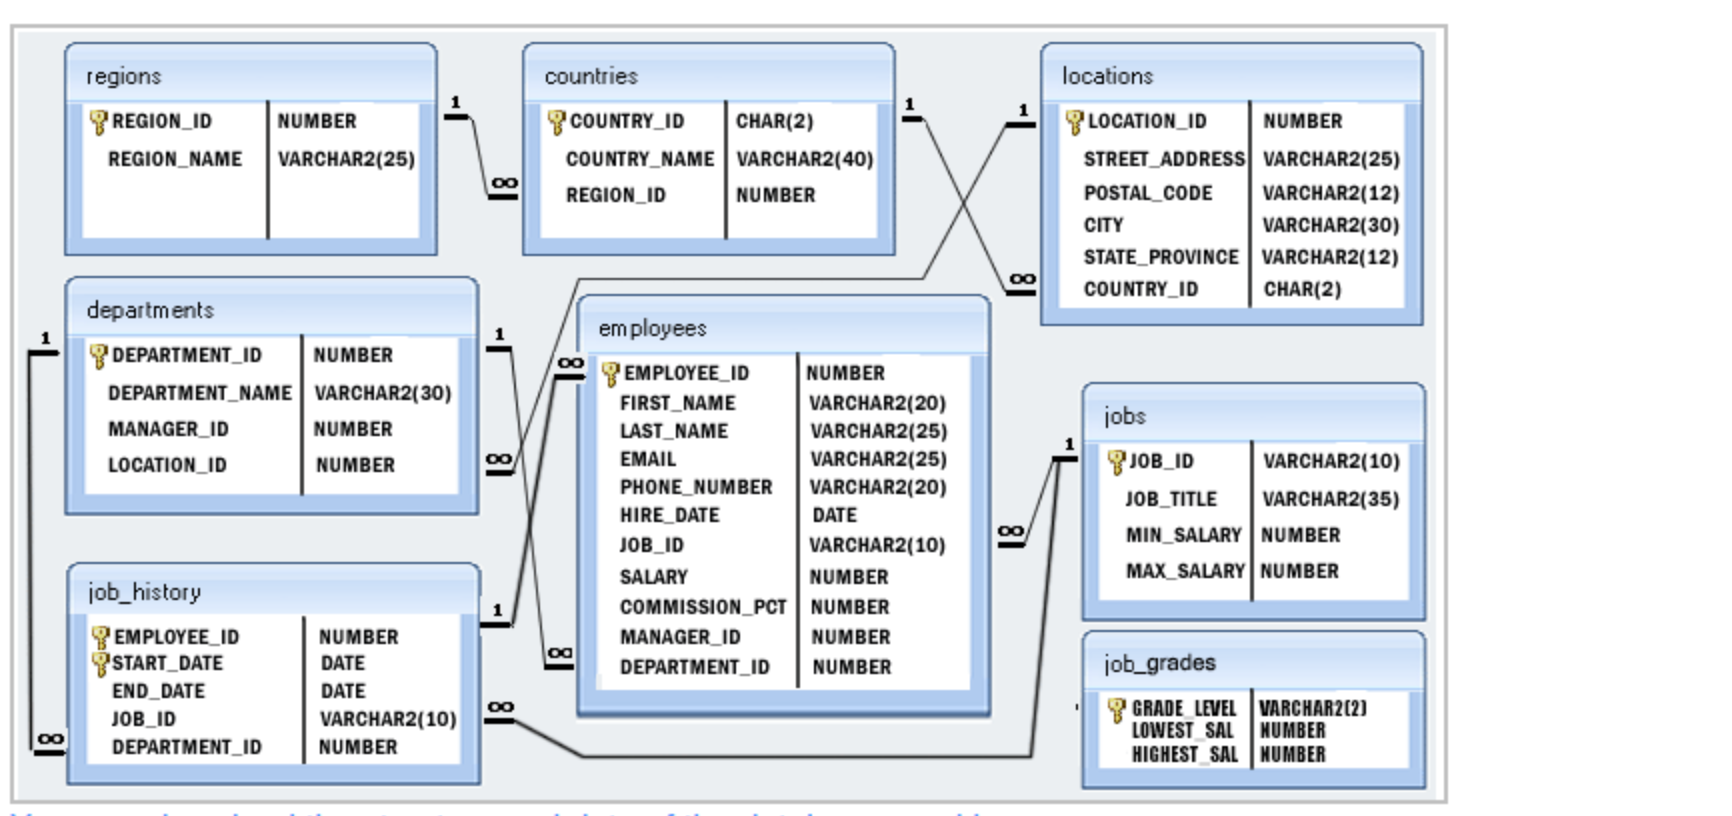 regions
REGION_ID NUMBER
REGION_NAME VARCHAR2(25)
1
∞
countries
COUNTRY_ID CHAR(2)
COUNTRY_NAME VARCHAR2(40)
REGION_ID NUMBER
1
∞
1
locations
LOCATION_ID NUMBER
STREET_ADDRESS VARCHAR2(25)
POSTAL_CODE VARCHAR2(12)
CITY VARCHAR2(30)
STATE_PROVINCE VARCHAR2(12)
COUNTRY_ID CHAR(2)
1
departments
DEPARTMENT_ID NUMBER
DEPARTMENT_NAME VARCHAR2(30)
MANAGER_ID NUMBER
LOCATION_ID NUMBER
1
∞
∞
employees
EMPLOYEE_ID NUMBER
FIRST_NAME VARCHAR2(20)
LAST_NAME VARCHAR2(25)
EMAIL VARCHAR2(25)
PHONE_NUMBER VARCHAR2(20)
HIRE_DATE DATE
JOB_ID VARCHAR2(10)
SALARY NUMBER
COMMISSION_PCT NUMBER
MANAGER_ID NUMBER
DEPARTMENT_ID NUMBER
1
∞
jobs
JOB_ID VARCHAR2(10)
JOB_TITLE VARCHAR2(35)
MIN_SALARY NUMBER
MAX_SALARY NUMBER
job_history
EMPLOYEE_ID NUMBER
START_DATE DATE
END_DATE DATE
JOB_ID VARCHAR2(10)
DEPARTMENT_ID NUMBER
1
∞
∞
∞
job_grades
GRADE_LEVEL VARCHAR2(2)
LOWEST_SAL NUMBER
HIGHEST_SAL NUMBER